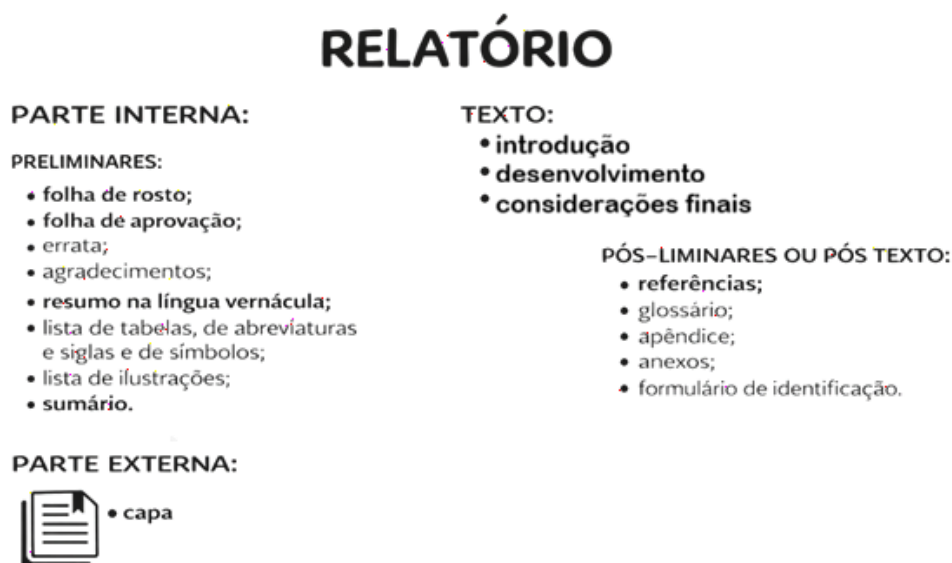 RELATÓRIO
PARTE INTERNA:
PRELIMINARES:
• folha de rosto;
• folha de aprovação;
• errata;
• agradecimentos;
• resumo na língua vernácula;
• lista de tabelas, de abreviaturas
e siglas e de símbolos;
• lista de ilustrações;
• sumário.
PARTE EXTERNA:
• capa
TEXTO:
• introdução
• desenvolvimento
• considerações finais
PÓS-LIMINARES OU PÓS TEXTO:
• referências;
• glossário;
• apêndice;
• anexos;
• formulário de identificação.